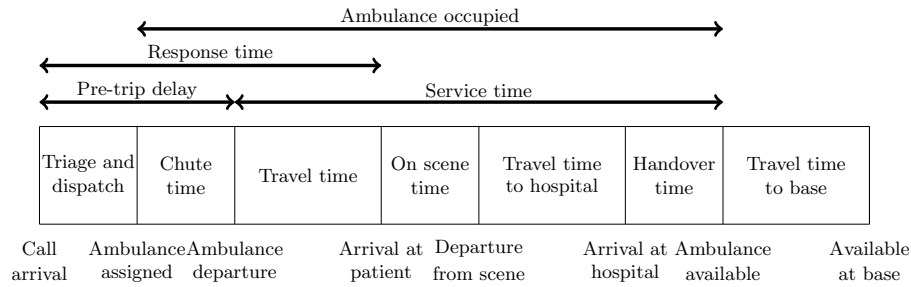 Ambulance occupied
Response time
Pre-trip delay
Service time
Triage and
dispatch
Chute
time
Travel time
On scene
time
Travel time
to hospital
Handover
time
Travel time
to base
Call
arrival
Ambulance
assigned
Ambulance
departure
Arrival at
patient
Departure
from scene
Arrival at
hospital
Ambulance
available
Available
at base